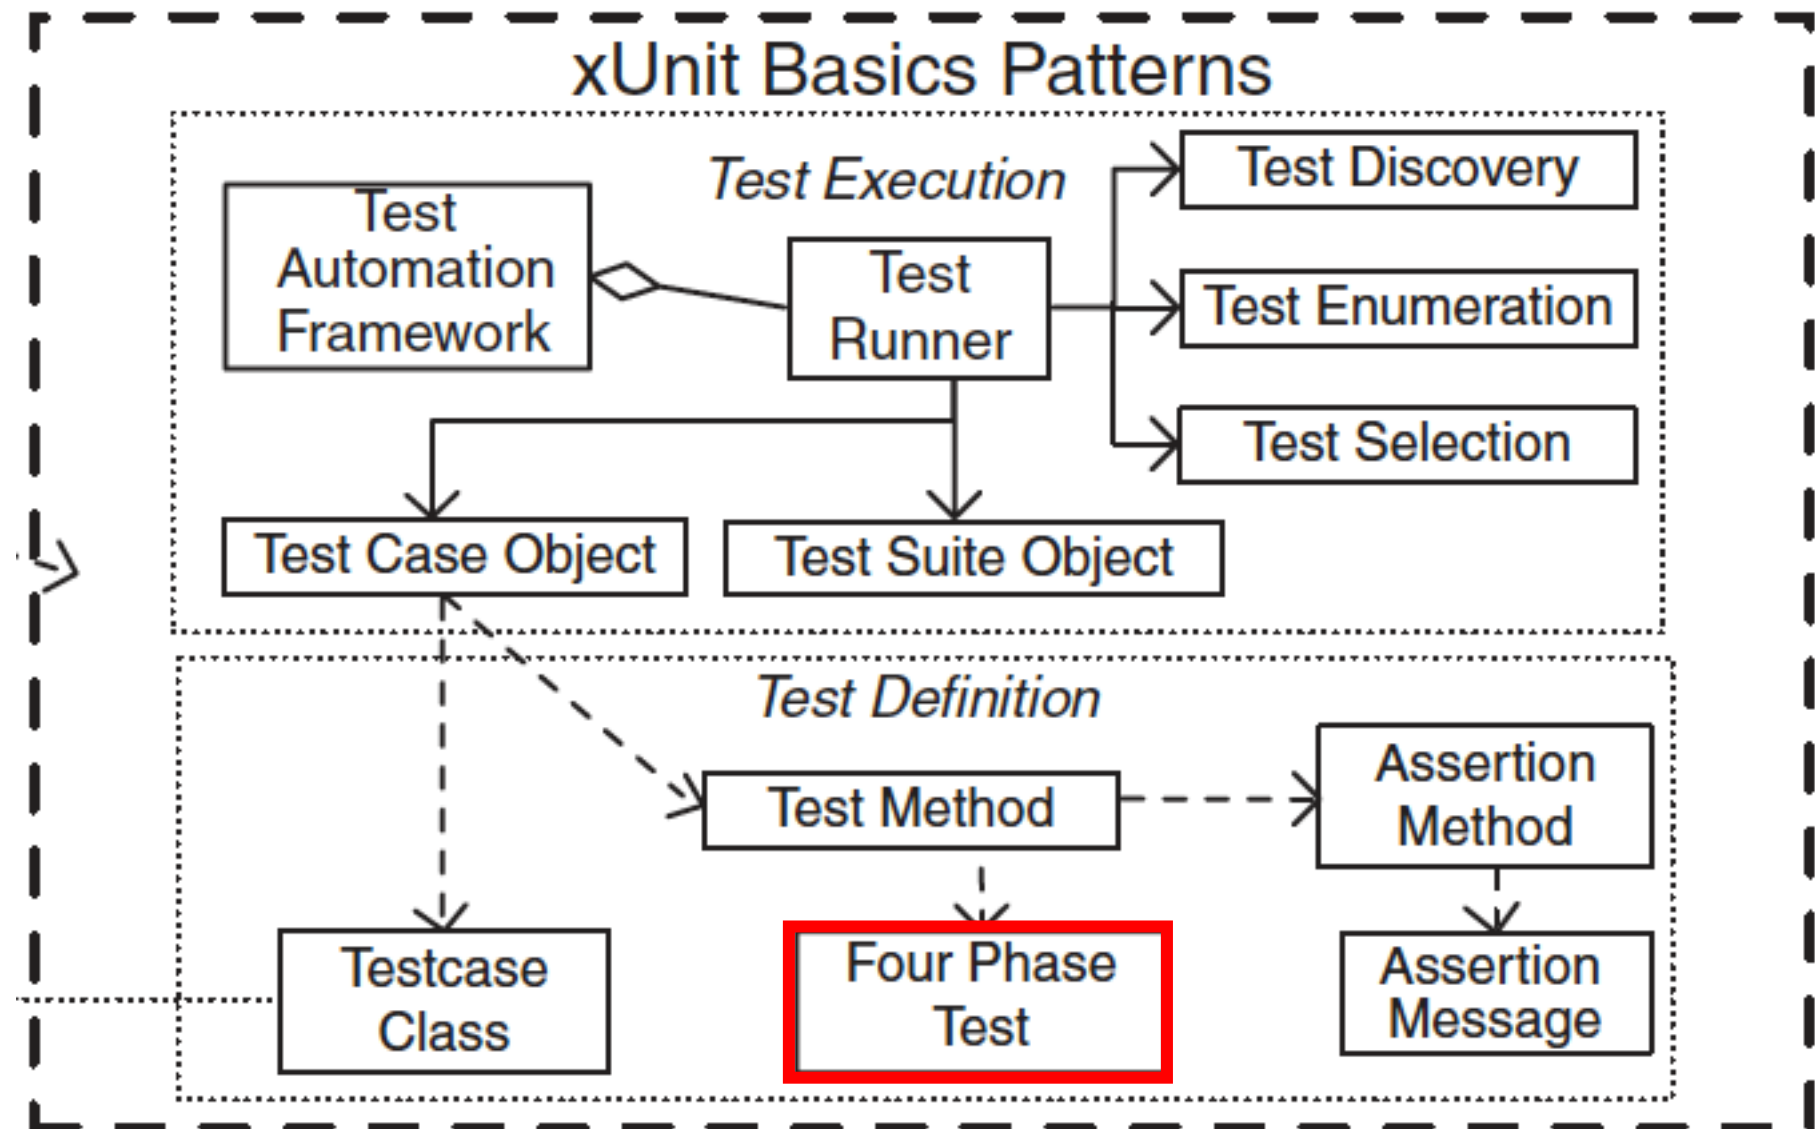 xUnit Basics Patterns
Test Execution
Test
Automation
Framework
Test
Runner
Test Discovery
Test Enumeration
Test Selection
Test Case Object
Test Suite Object
Test Definition
Test Method
Assertion
Method
Testcase
Class
Four Phase
Test
Assertion
Message